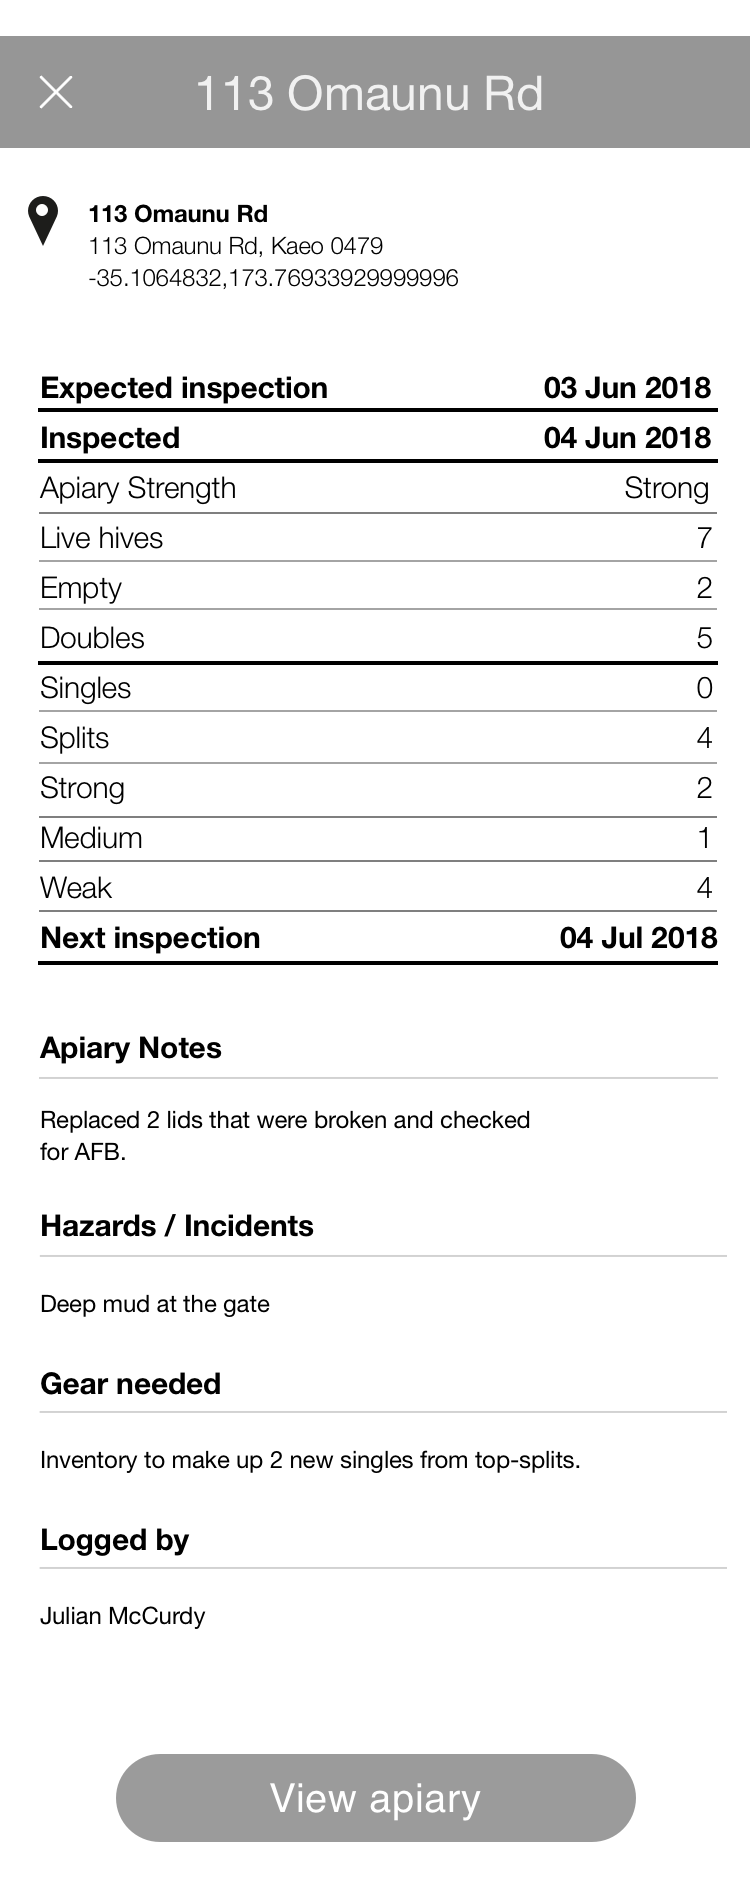 113 Omaunu Rd
113 Omaunu Rd
113 Omaunu Rd, Kaeo 0479
-35.1064832,173.76933929999996
Expected inspection 03 Jun 2018
Inspected 04 Jun 2018
Apiary Strength Strong
Live hives 7
Empty 2
Doubles 5
Singles 0
Splits 4
Strong 2
Medium 1
Weak 4
Next inspection 04 Jul 2018
Apiary Notes
Replaced 2 lids that were broken and checked
for AFB.
Hazards / Incidents
Deep mud at the gate
Gear needed
Inventory to make up 2 new singles from top-splits.
Logged by
Julian McCurdy
View apiary